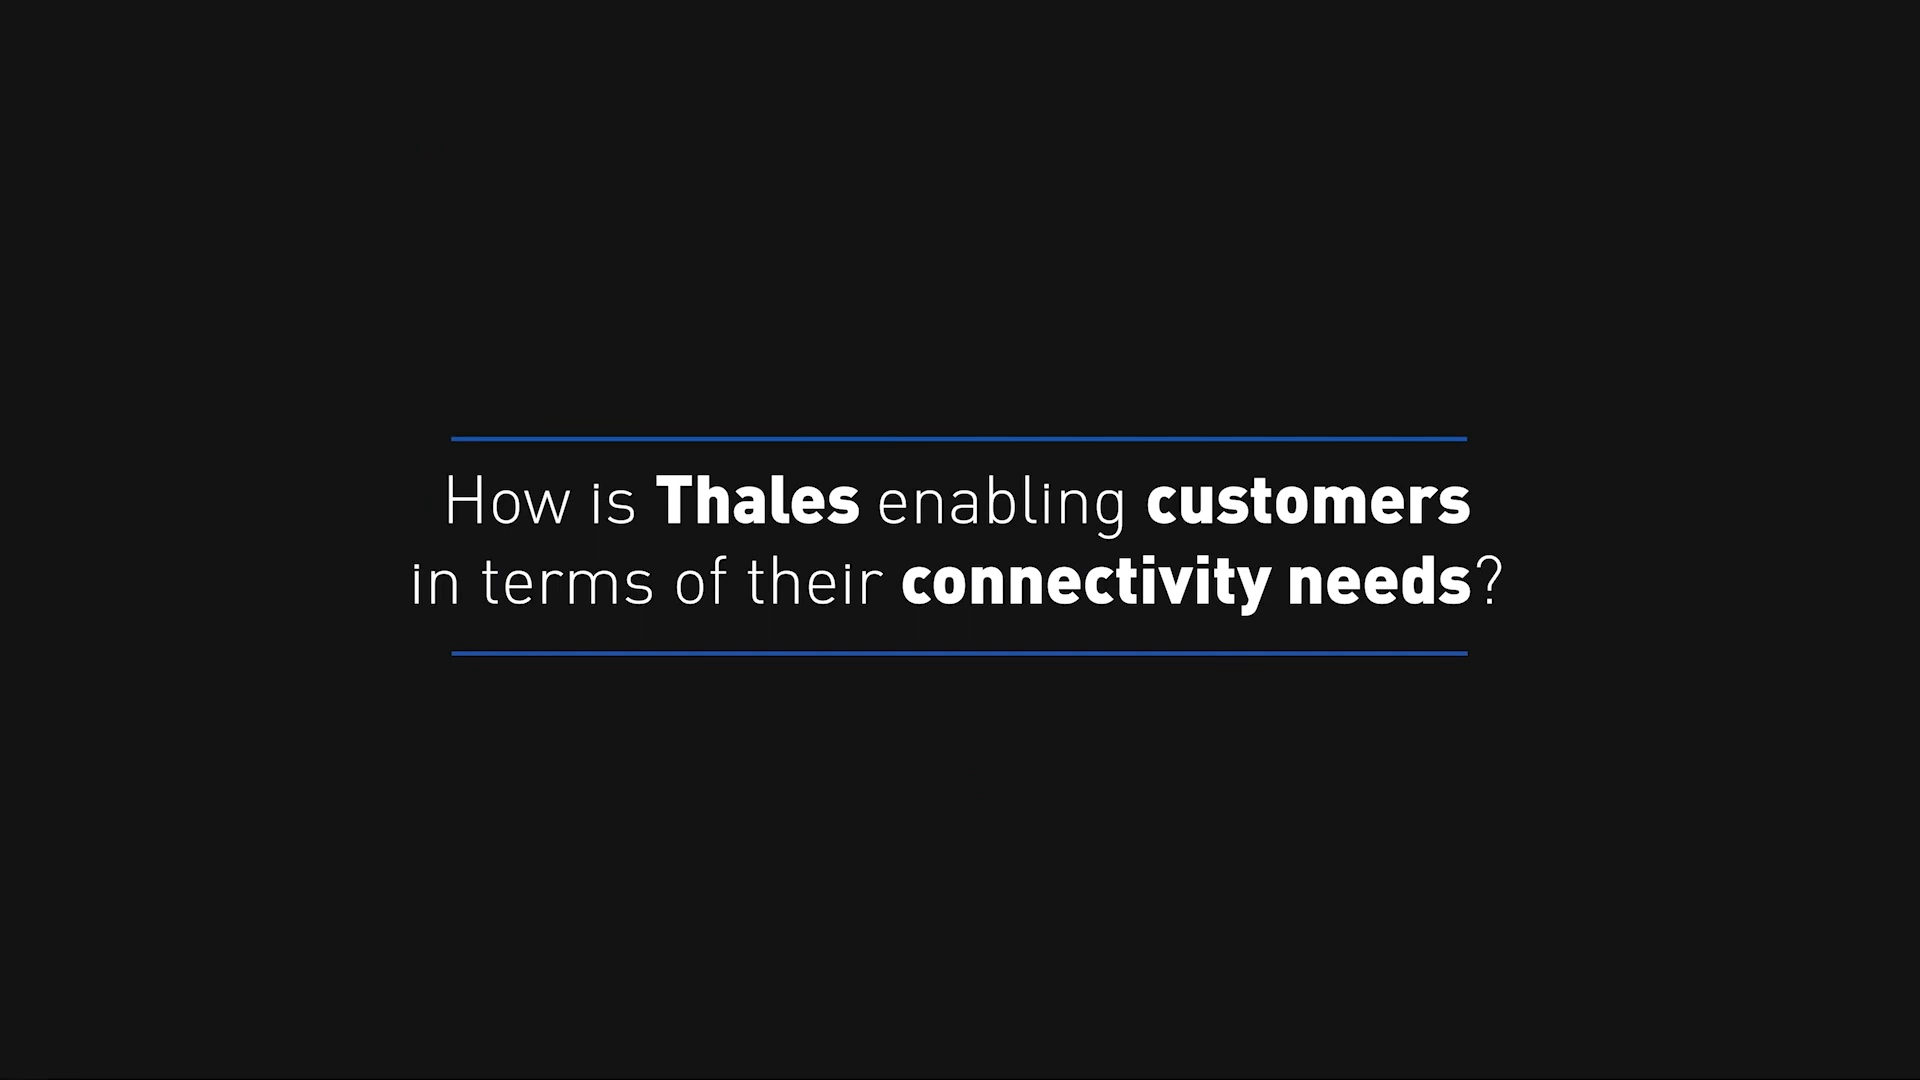 How is Thales enabling customers
in terms of their connectivity needs?